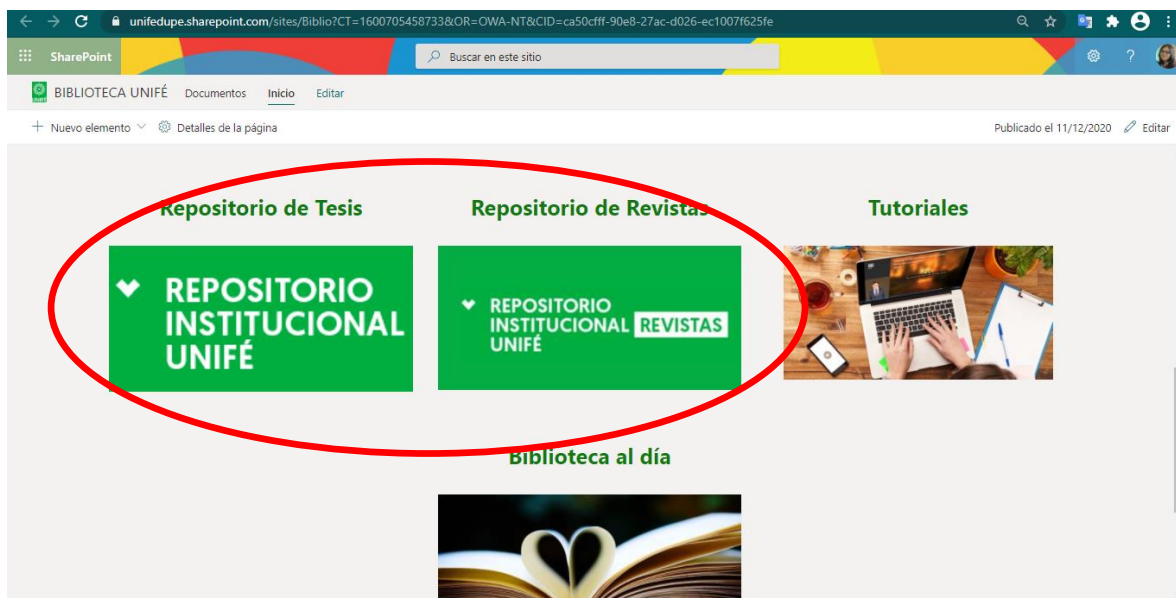 unifedupe.sharepoint.com/sites/Biblio?CT=1600705458733&OR=OWA-NT&CID=ca50cfff-90e8-27ac-d026-ec1007f625fe
SharePoint
Buscar en este sitio
?
BIBLIOTECA UNIFÉ Documentos Inicio Editar
+ Nuevo elemento Detalles de la página
Publicado el 11/12/2020 Editar
Repositorio de Tesis
Repositorio de Revistas
Tutoriales
REPOSITORIO
INSTITUCIONAL
UNIFÉ
REPOSITORIO
INSTITUCIONAL REVISTAS
UNIFÉ
Biblioteca al día